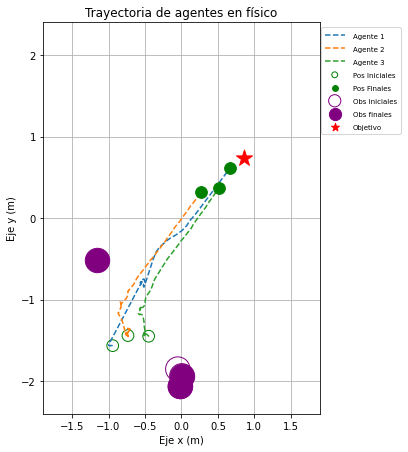 Trayectoria de agentes en físico
Agente 1
Agente 2
Agente 3
Pos Iniciales
Pos Finales
Obs Iniciales
Obs finales
Objetivo
Eje y (m)
2
1
0
−1
−2
−1.5
−1.0
−0.5
0.0
0.5
1.0
1.5
Eje x (m)